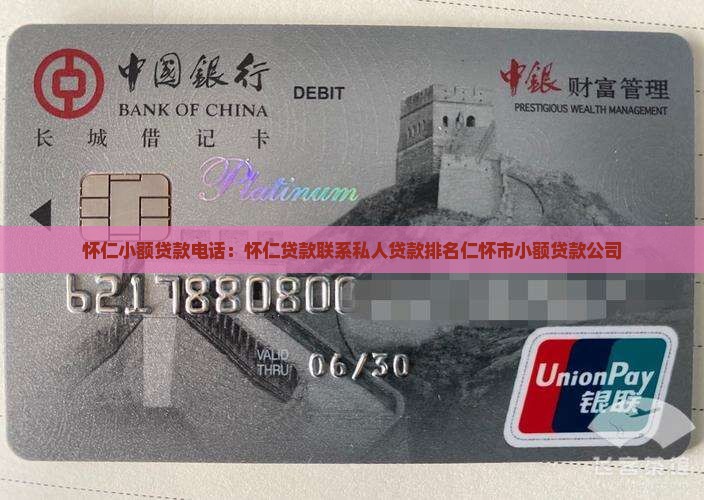 中國銀行
BANK OF CHINA
DEBIT
中銀 财富管理
PRESTIGIOUS WEALTH MANAGEMENT
长城借记卡
Platinum
怀仁小额贷款电话：怀仁贷款联系私人贷款排名仁怀市小额贷款公司
6217880800
VALID THRU 06/30
UnionPay
银联